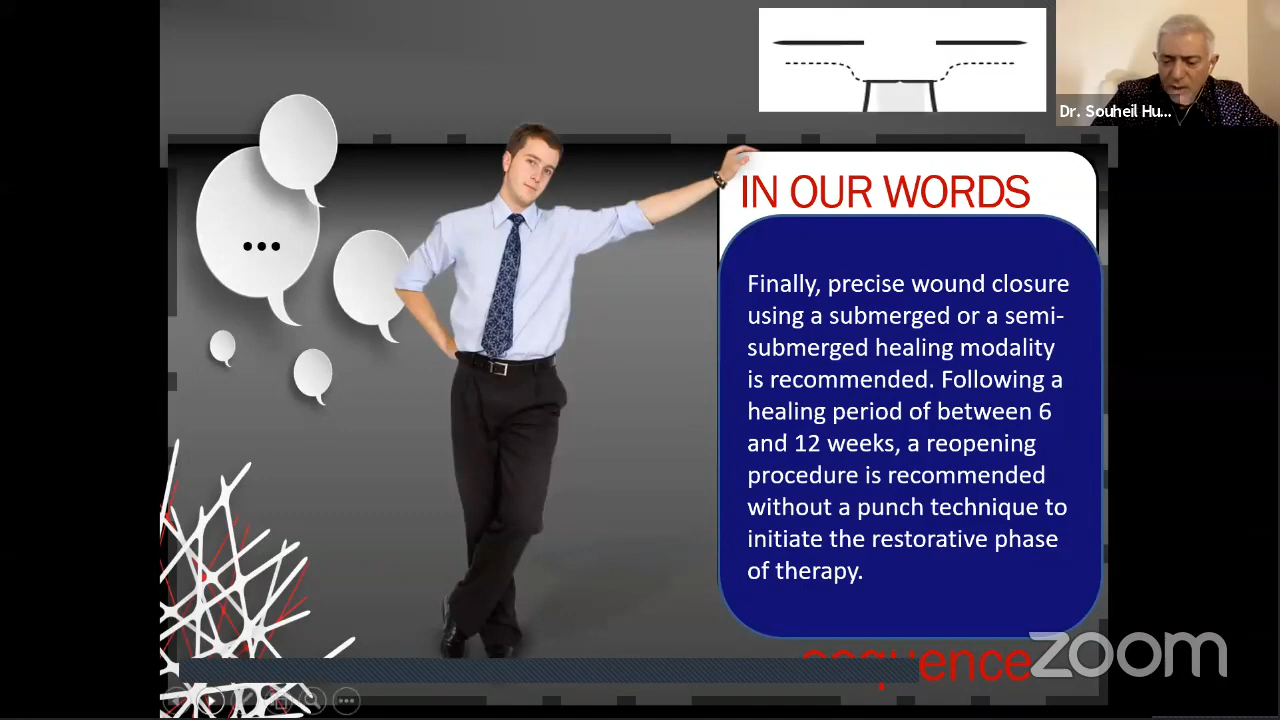 Dr. Souheil Hu...
IN OUR WORDS
Finally, precise wound closure
using a submerged or a semi-
submerged healing modality
is recommended. Following a
healing period of between 6
and 12 weeks, a reopening
procedure is recommended
without a punch technique to
initiate the restorative phase
of therapy.
sequence
zoom